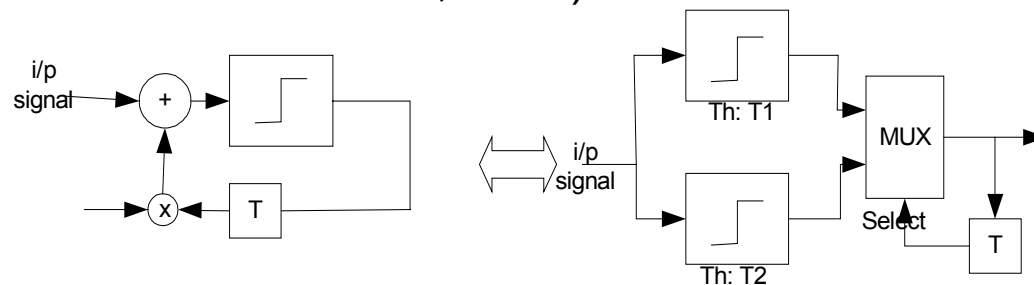 i/p
signal
+
x
T
i/p
signal
Th: T1
Th: T2
MUX
Select
T